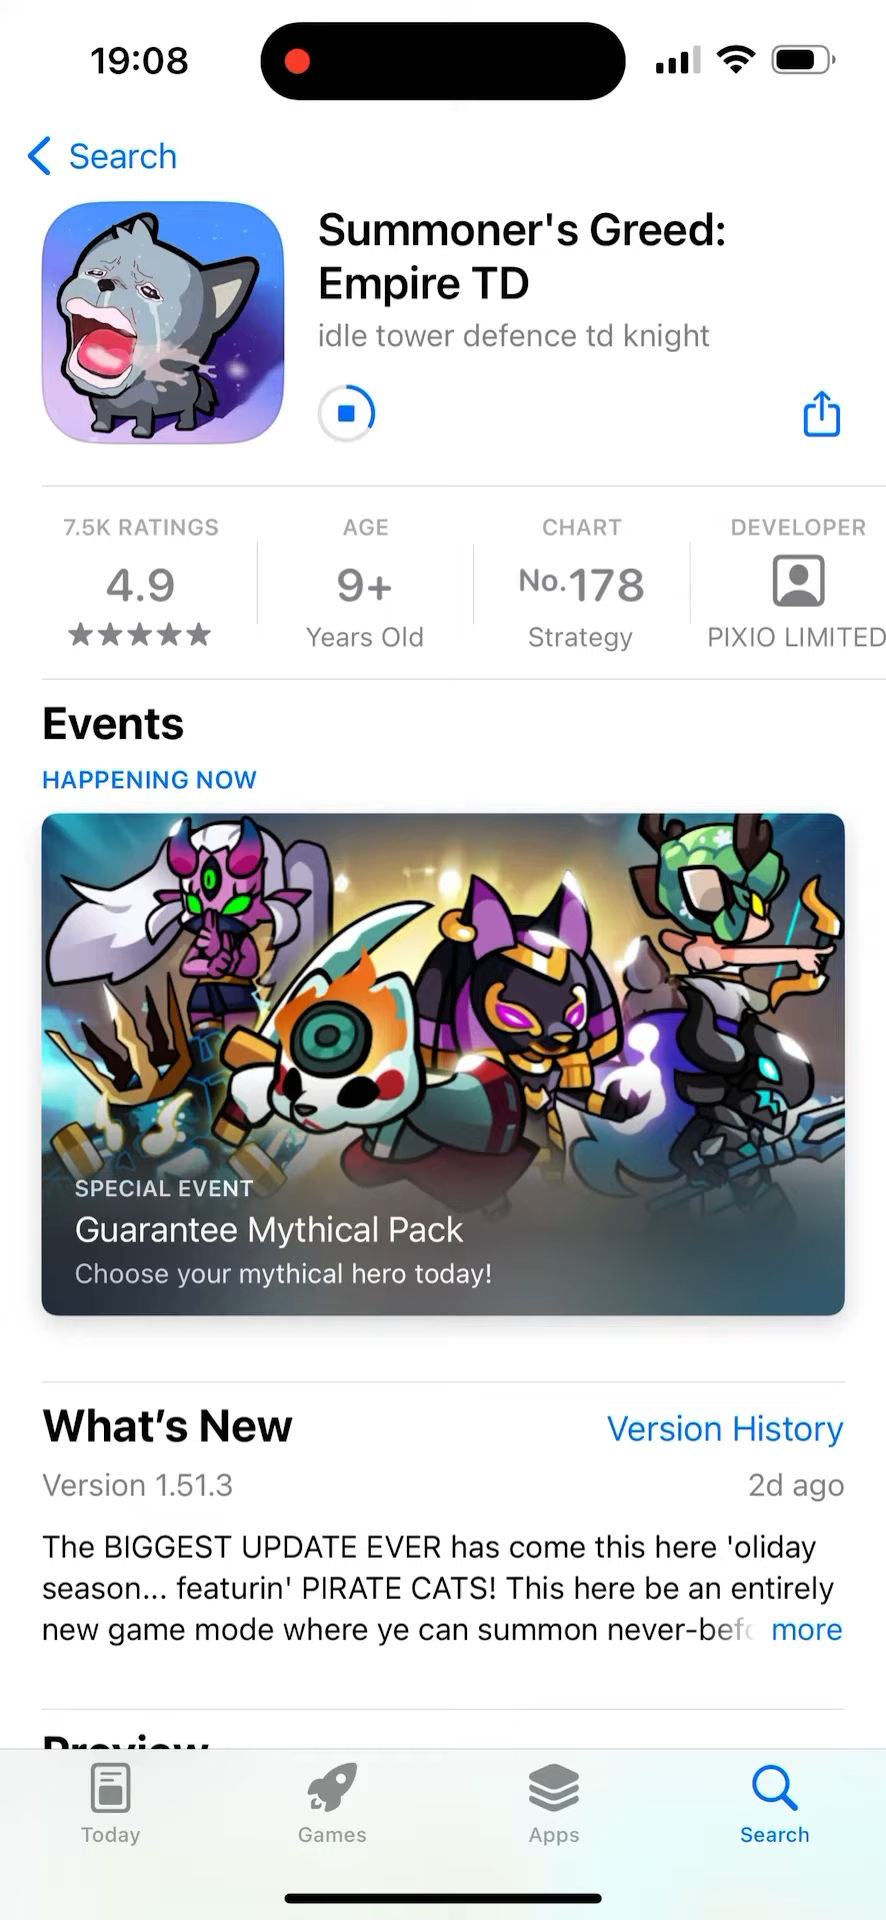 19:08
Search
Summoner's Greed:
Empire TD
idle tower defence td knight
7.5K RATINGS
4.9
AGE
9+
Years Old
CHART
No.178
Strategy
DEVELOPER
PIXIO LIMITED
Events
HAPPENING NOW
SPECIAL EVENT
Guarantee Mythical Pack
Choose your mythical hero today!
What's New
Version History
Version 1.51.3
2d ago
The BIGGEST UPDATE EVER has come this here 'oliday
season... featurin' PIRATE CATS! This here be an entirely
new game mode where ye can summon never-befo more
Preview
Today
Games
Apps
Search